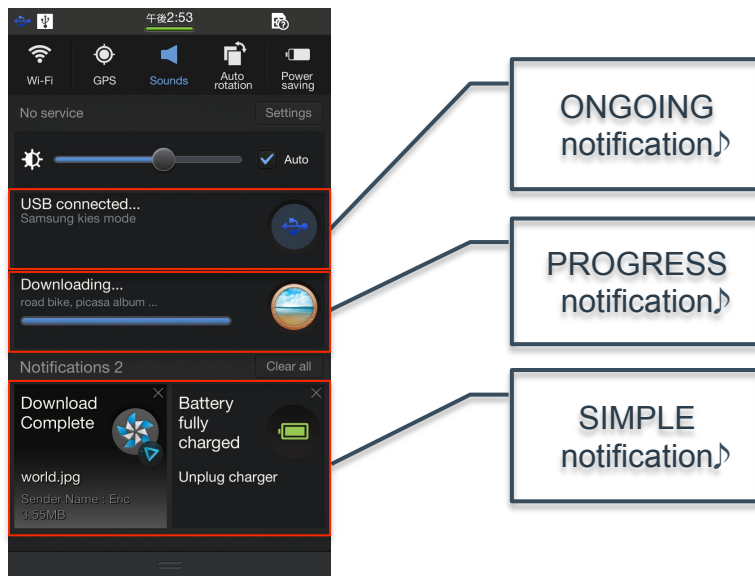 午後2:53
Wi-Fi
GPS
Sounds
Auto
rotation
Power
saving
No service
Settings
Auto
USB connected...
Samsung kies mode
Downloading...
road bike, picasa album ...
Notifications 2
Clear all
Download
Complete
world.jpg
Sender Name : Eric
3.55MB
Battery
fully
charged
Unplug charger
ONGOING
notification♪
PROGRESS
notification♪
SIMPLE
notification♪